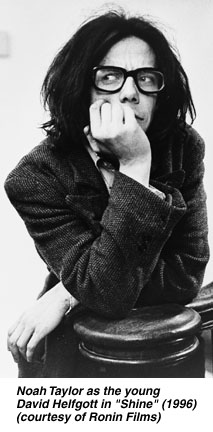 Noah Taylor as the young
David Helfgott in "Shine" (1996)
(courtesy of Ronin Films)